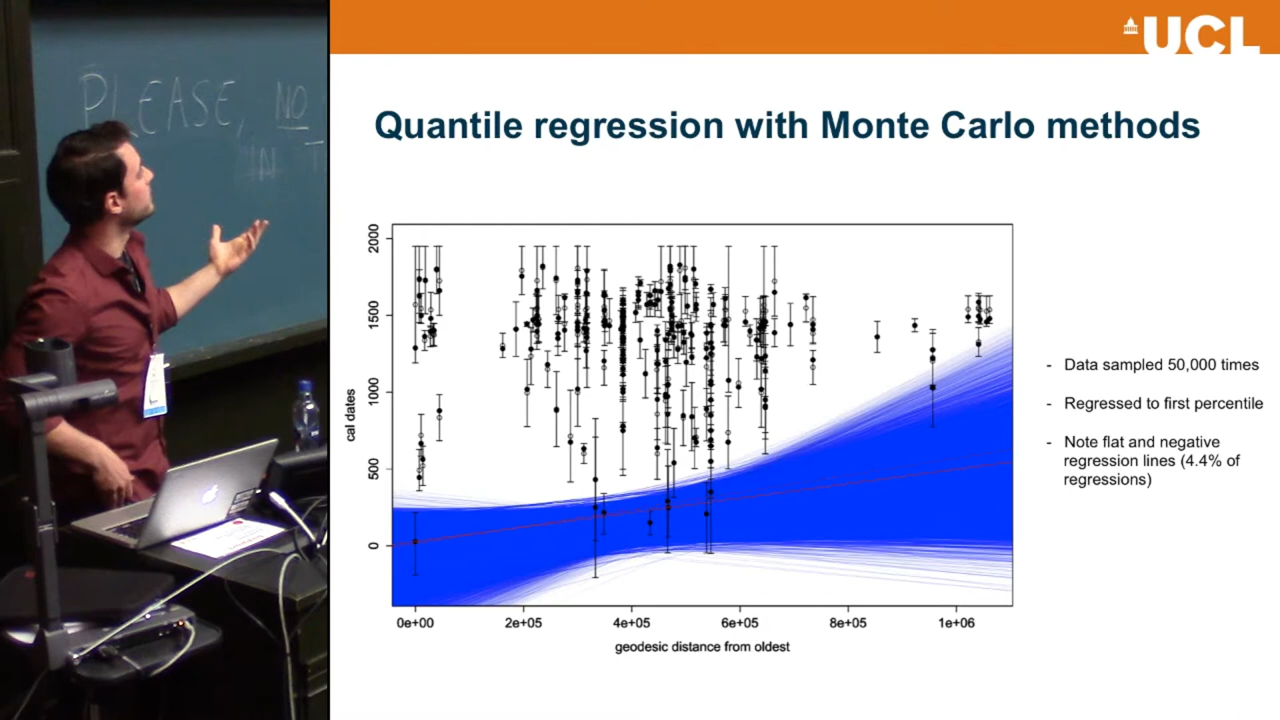 PLEASE, NO
IN T
UCL
Quantile regression with Monte Carlo methods
cal dates
2000
1500
1000
500
0
0e+00 2e+05 4e+05 6e+05 8e+05 1e+06
geodesic distance from oldest
- Data sampled 50,000 times
- Regressed to first percentile
- Note flat and negative
regression lines (4.4% of
regressions)